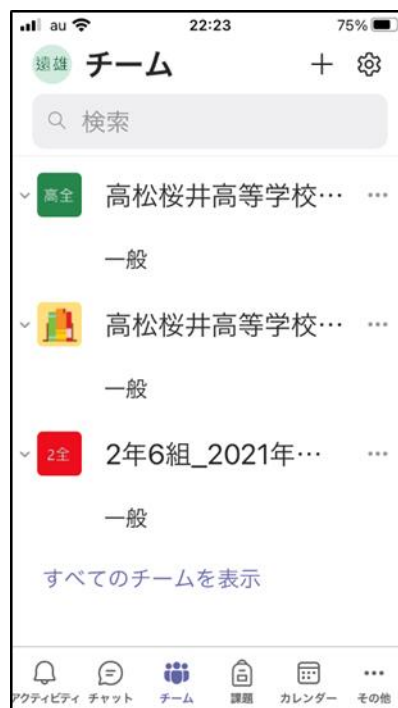 au 22:23 75%
遠雄 チーム
検索
高全 高松桜井高等学校…
一般
高松桜井高等学校…
一般
2全 2年6組_2021年…
一般
すべてのチームを表示
アクティビティ チャット チーム 課題 カレンダー その他